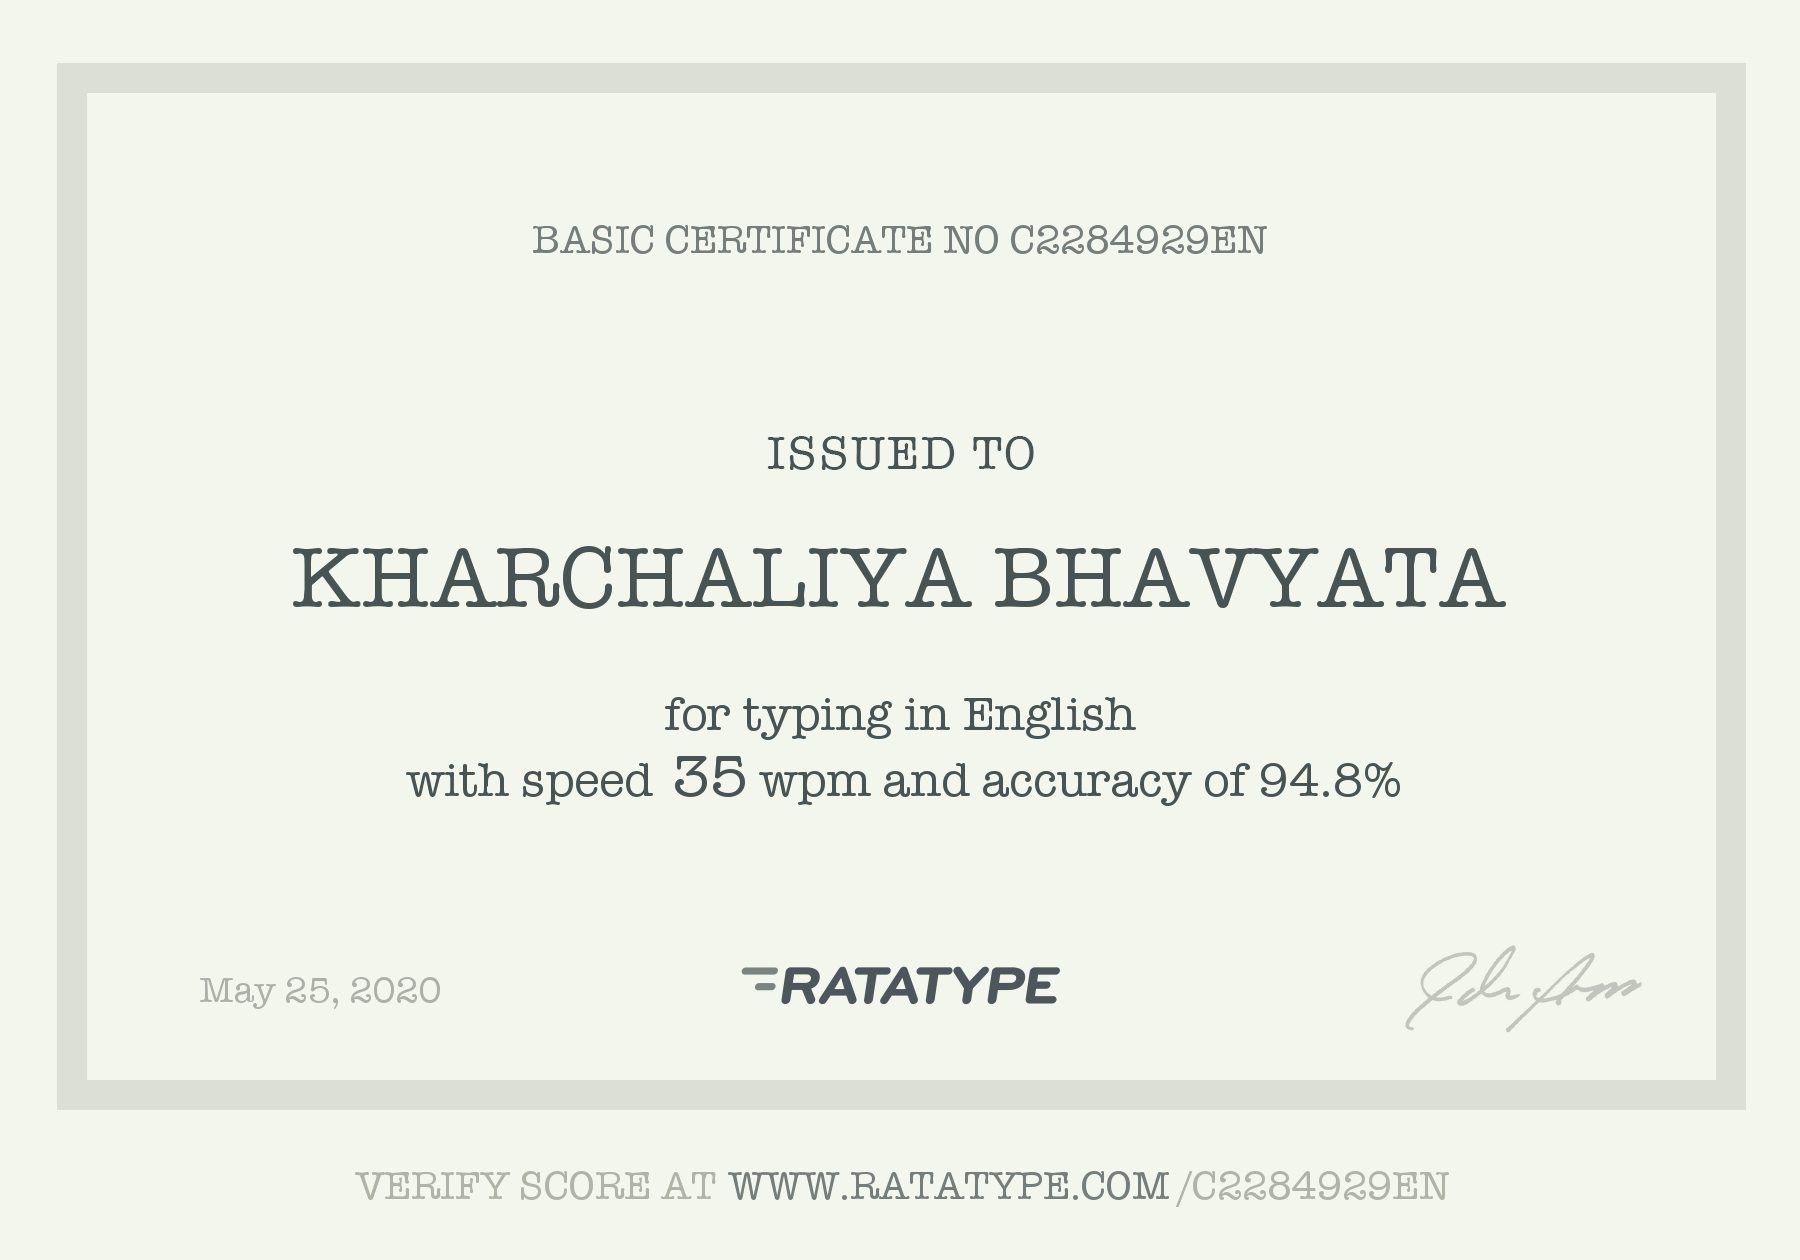 BASIC CERTIFICATE NO C2284929EN
ISSUED TO
KHARCHALIYA BHAVYATA
for typing in English
with speed 35 wpm and accuracy of 94.8%
May 25, 2020
RATATYPE
VERIFY SCORE AT WWW.RATATYPE.COM/C2284929EN